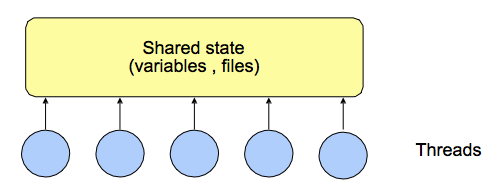 Shared state
(variables , files)
Threads